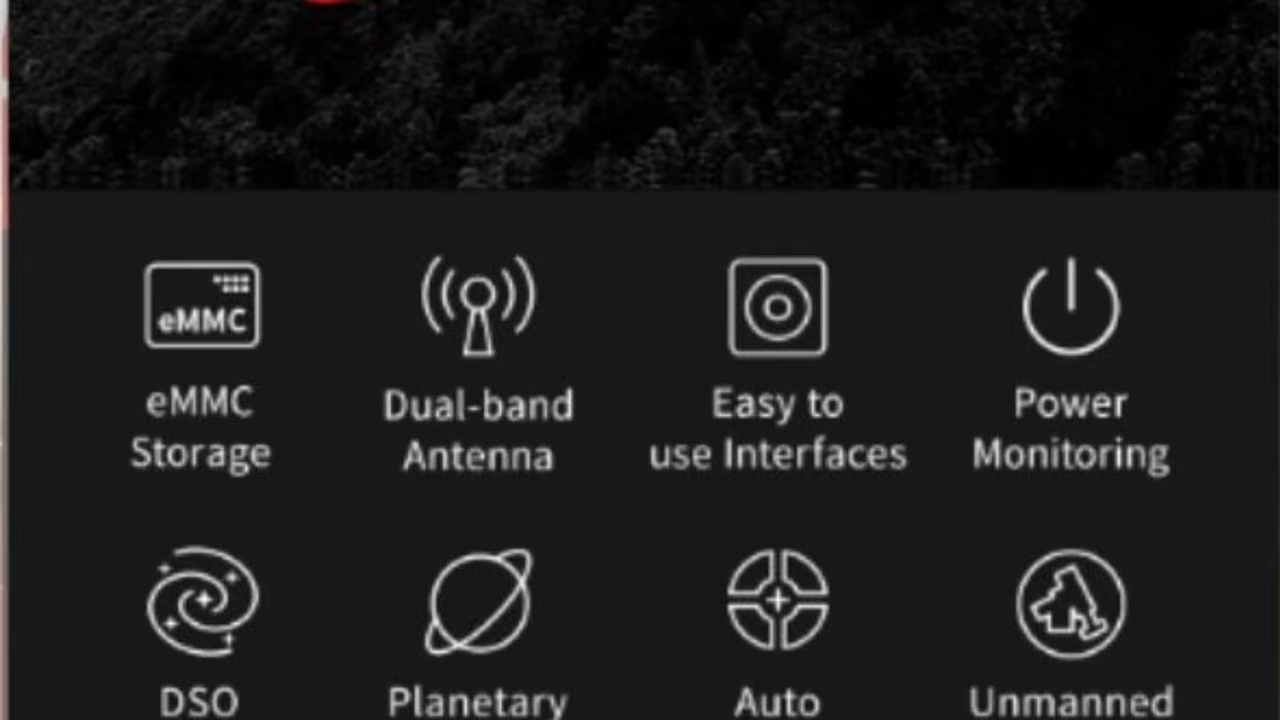 eMMC
eMMC
Storage
Dual-band
Antenna
Easy to
use Interfaces
Power
Monitoring
DSO
Planetary
Auto
Unmanned